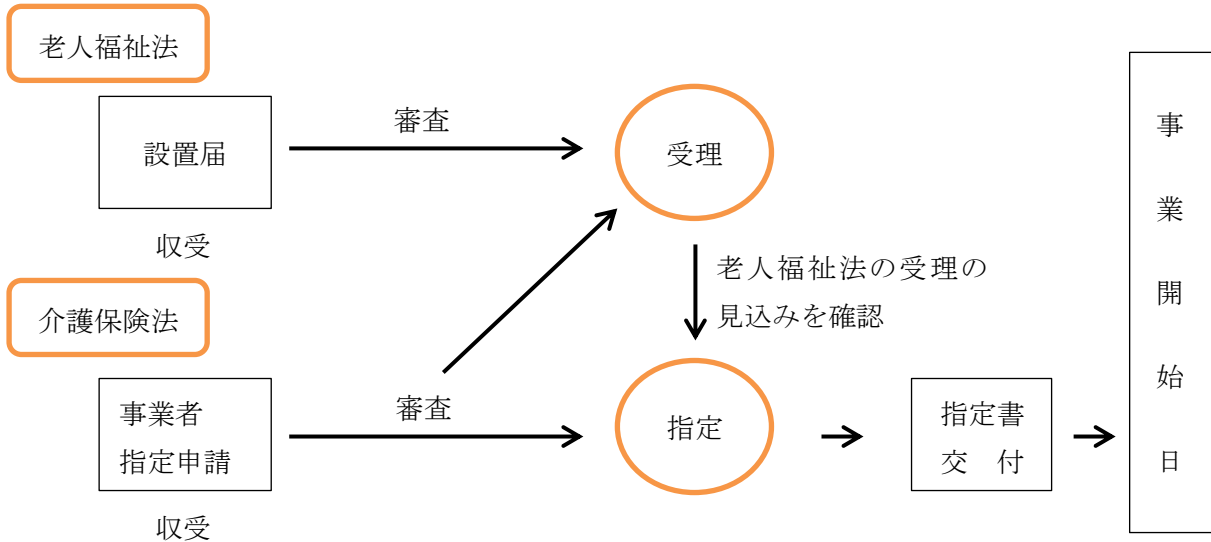 老人福祉法
設置届
収受
審査
受理
老人福祉法の受理の
見込みを確認
介護保険法
事業者
指定申請
収受
審査
指定
指定書
交　付
事業開始日